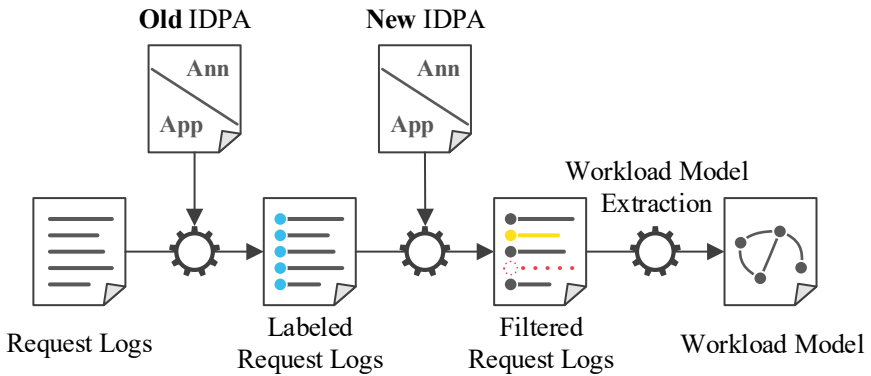 Old IDPA
New IDPA
Ann
App
Ann
App
Workload Model
Extraction
Request Logs
Labeled
Request Logs
Filtered
Request Logs
Workload Model